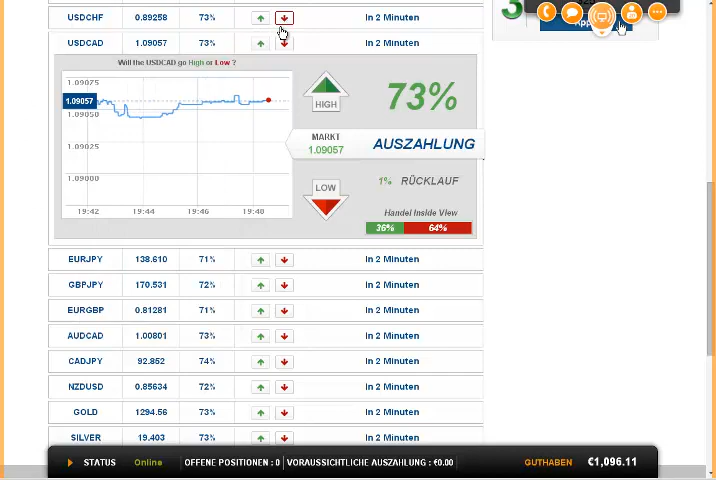 USDCHF 0.89258 73% In 2 Minuten
USDCAD 1.09057 73% In 2 Minuten
Will the USDCAD go High or Low ?
1.09075
1.09057
1.09050
1.09025
1.09000
19:42 19:44 19:46 19:48
HIGH
73%
MARKT
1.09057
AUSZAHLUNG
LOW
1% RÜCKLAUF
Handel Inside View
36% 64%
EURJPY 138.610 71% In 2 Minuten
GBPJPY 170.531 72% In 2 Minuten
EURGBP 0.81281 71% In 2 Minuten
AUDCAD 1.00801 73% In 2 Minuten
CADJPY 92.852 74% In 2 Minuten
NZDUSD 0.85634 72% In 2 Minuten
GOLD 1294.56 73% In 2 Minuten
SILVER 19.403 73% In 2 Minuten
STATUS Online OFFENE POSITIONEN : 0 VORAUSSICHTLICHE AUSZAHLUNG : €0.00 GUTHABEN €1,096.11